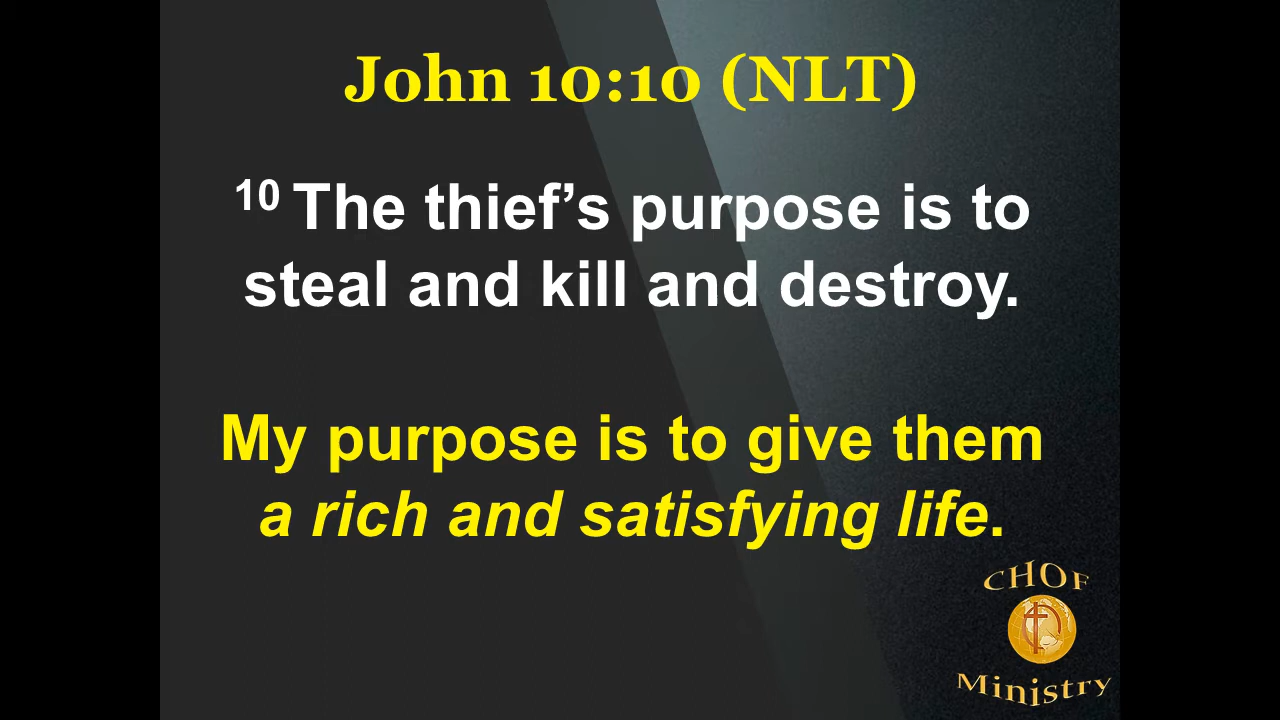 John 10:10 (NLT)
10 The thief’s purpose is to
steal and kill and destroy.
My purpose is to give them
a rich and satisfying life.
CHOF
Ministry